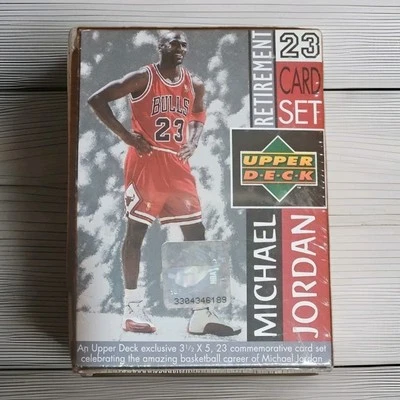 RETIREMENT
23
CARD
SET
BULLS
23
UPPER
D·E·C·K
MICHAEL
JORDAN
3304346189
An Upper Deck exclusive 3½ X 5, 23 commemorative card set
celebrating the amazing basketball career of Michael Jordan